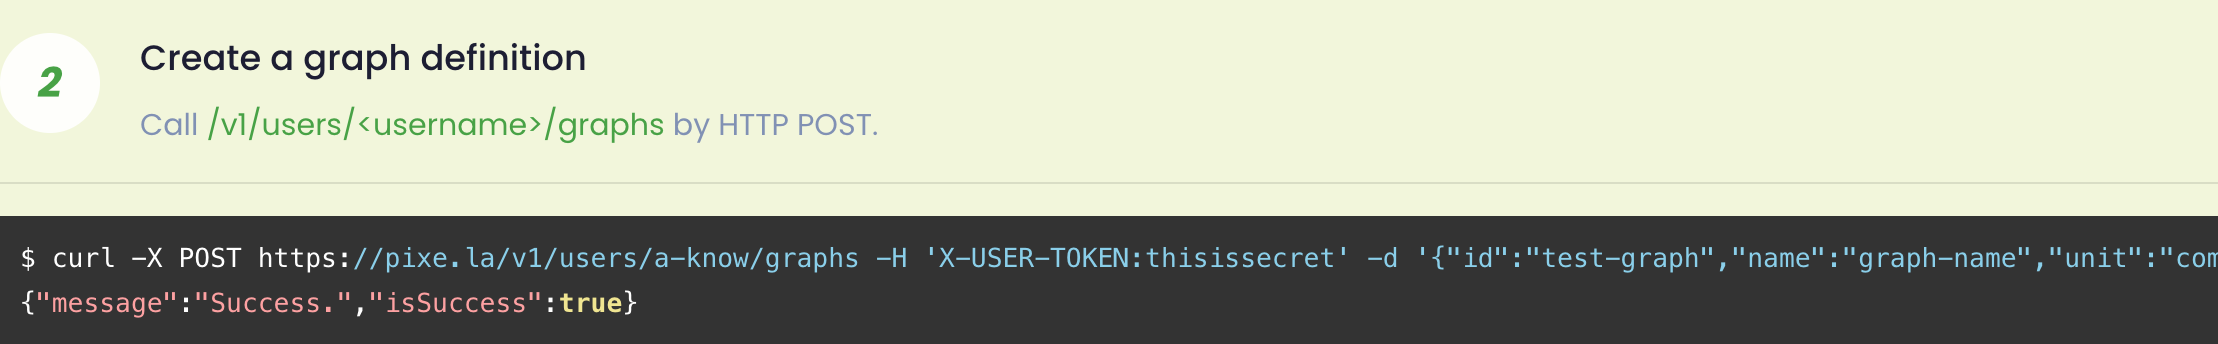 2
Create a graph definition
Call /v1/users/<username>/graphs by HTTP POST.
$ curl -X POST https://pixe.la/v1/users/a-know/graphs -H 'X-USER-TOKEN:thisissecret' -d '{"id":"test-graph","name":"graph-name","unit":"com
{"message":"Success.","isSuccess":true}